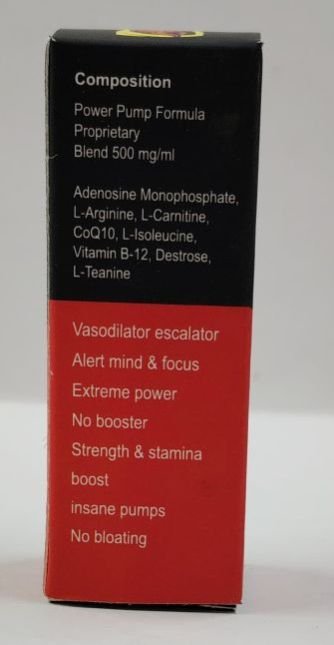 Composition
Power Pump Formula
Proprietary
Blend 500 mg/ml
Adenosine Monophosphate,
L-Arginine, L-Carnitine,
CoQ10, L-Isoleucine,
Vitamin B-12, Destrose,
L-Teanine
Vasodilator escalator
Alert mind & focus
Extreme power
No booster
Strength & stamina
boost
insane pumps
No bloating